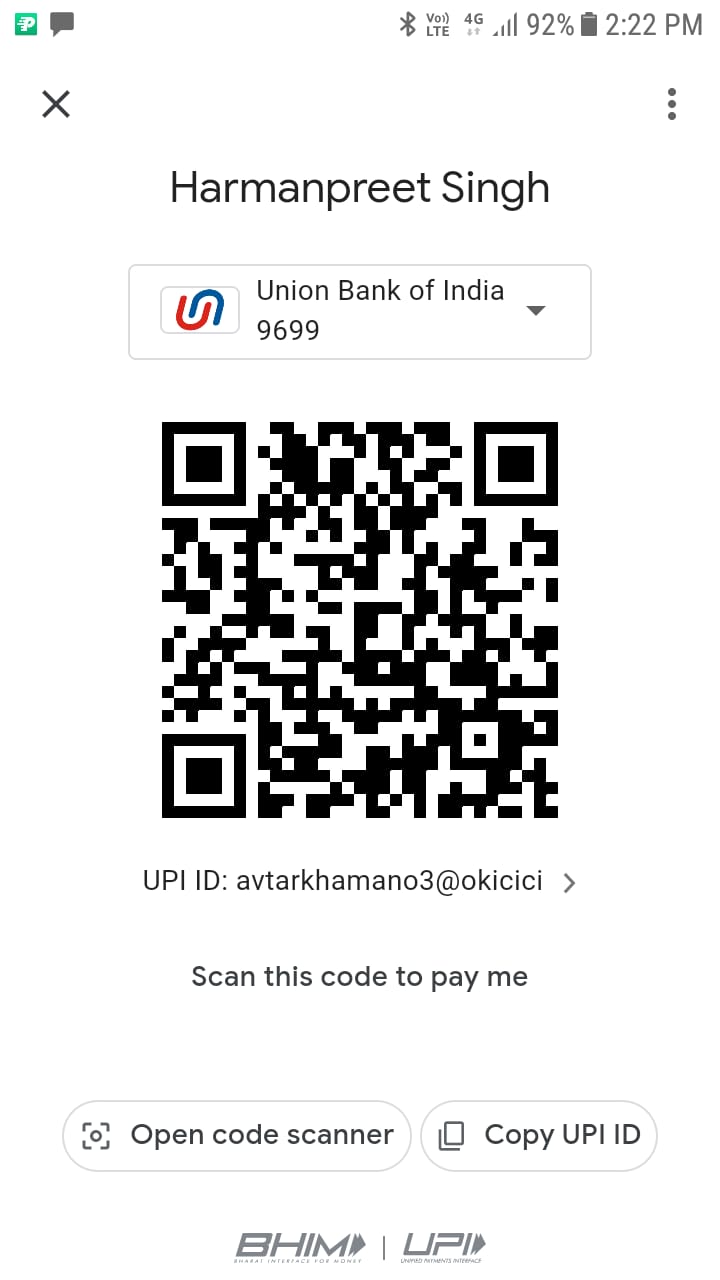 Vo)) LTE 4G 92% 2:22 PM
Harmanpreet Singh
Union Bank of India
9699
UPI ID: avtarkhamano3@okicici
Scan this code to pay me
Open code scanner
Copy UPI ID
BHIM | UPI
BHARAT INTERFACE FOR MONEY UNIFIED PAYMENTS INTERFACE